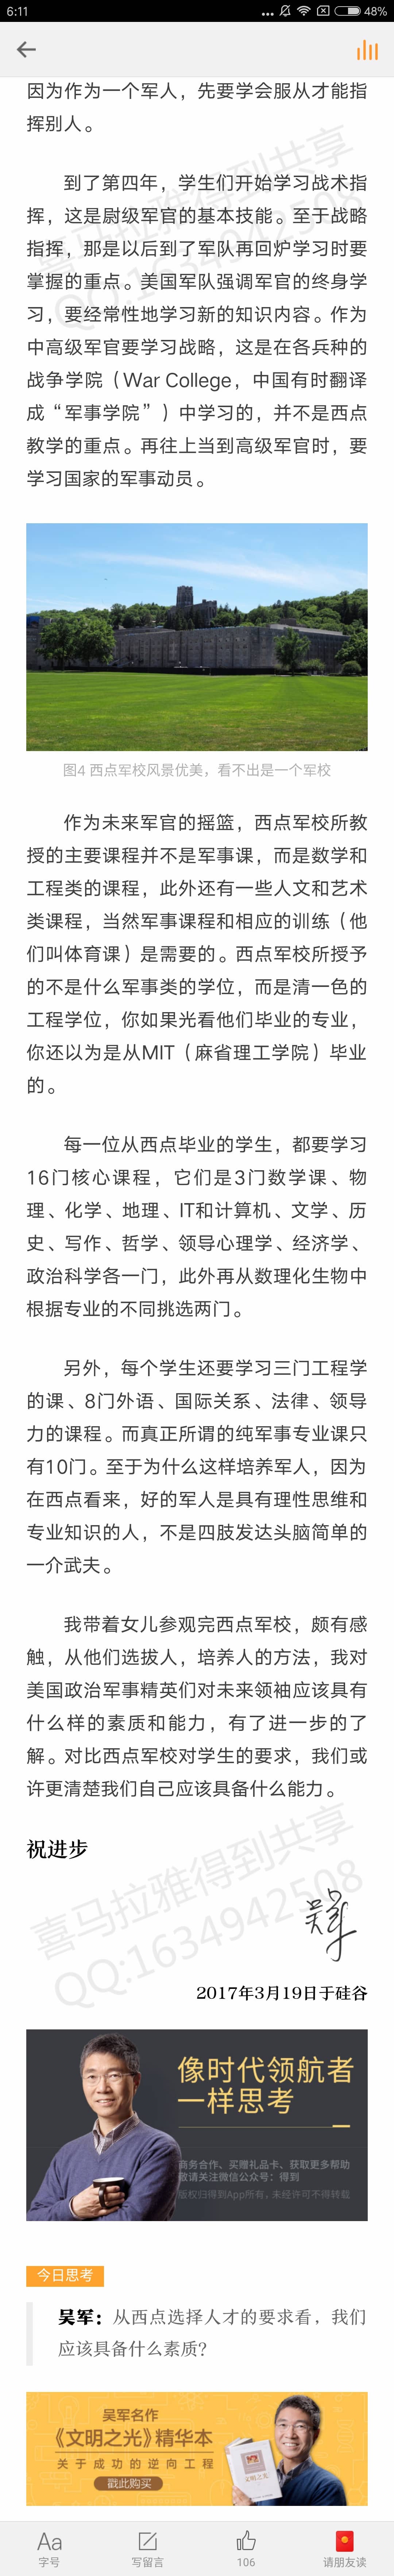 6:11
48%
因为作为一个军人，先要学会服从才能指
挥别人。
到了第四年，学生们开始学习战术指
挥，这是尉级军官的基本技能。至于战略
指挥，那是以后到了军队再回炉学习时要
掌握的重点。美国军队强调军官的终身学
习，要经常性地学习新的知识内容。作为
中高级军官要学习战略，这是在各兵种的
战争学院（War College，中国有时翻译
成“军事学院”）中学习的，并不是西点
教学的重点。再往上当到高级军官时，要
学习国家的军事动员。
喜马拉雅得到共享
QQ:1634942508
图4 西点军校风景优美，看不出是一个军校
作为未来军官的摇篮，西点军校所教
授的主要课程并不是军事课，而是数学和
工程类的课程，此外还有一些人文和艺术
类课程，当然军事课程和相应的训练（他
们叫体育课）是需要的。西点军校所授予
的不是什么军事类的学位，而是清一色的
工程学位，你如果光看他们毕业的专业，
你还以为是从MIT（麻省理工学院）毕业
的。
每一位从西点毕业的学生，都要学习
16门核心课程，它们是3门数学课、物
理、化学、地理、IT和计算机、文学、历
史、写作、哲学、领导心理学、经济学、
政治科学各一门，此外再从数理化生物中
根据专业的不同挑选两门。
另外，每个学生还要学习三门工程学
的课、8门外语、国际关系、法律、领导
力的课程。而真正所谓的纯军事专业课只
有10门。至于为什么这样培养军人，因为
在西点看来，好的军人是具有理性思维和
专业知识的人，不是四肢发达头脑简单的
一个武夫。
我带着女儿参观完西点军校，颇有感
触，从他们选拔人，培养人的方法，我对
美国政治军事精英们对未来领袖应该具有
什么样的素质和能力，有了进一步的了
解。对比西点军校对学生的要求，我们或
许更清楚我们自己应该具备什么能力。
祝进步
喜马拉雅得到共享
QQ:1634942508
吴军
2017年3月19日于硅谷
像时代领航者
一样思考
商务合作、买赠礼品卡、获取更多帮助
敬请关注微信公众号：得到
版权归得到App所有，未经许可不得转载
今日思考
吴军：从西点选择人才的要求看，我们
应该具备什么素质？
吴军名作
《文明之光》精华本
关于成功的逆向工程
戳此购买
文明之光
Aa
字号
写留言
106
请朋友读